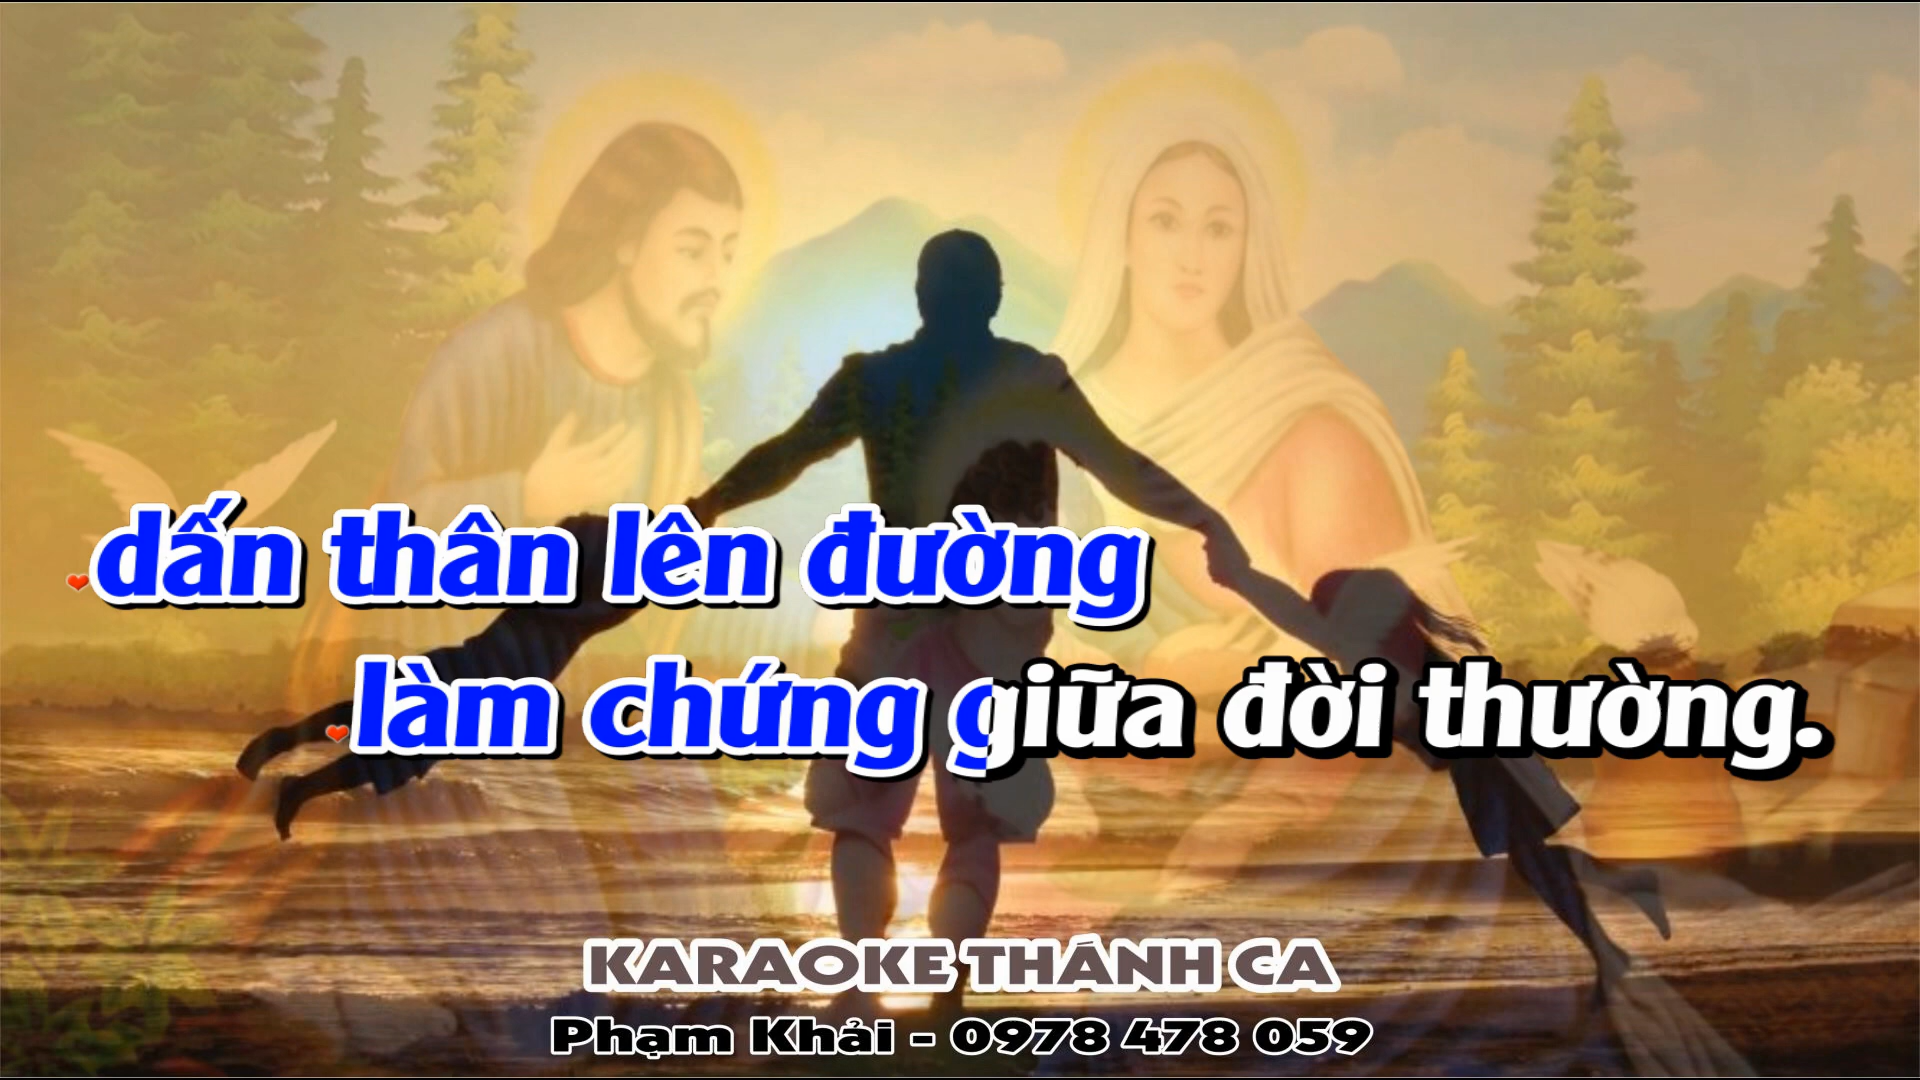 dấn thân lên đường
làm chứng giữa đời thường.
KARAOKE THÁNH CA
Phạm Khải - 0978 478 059